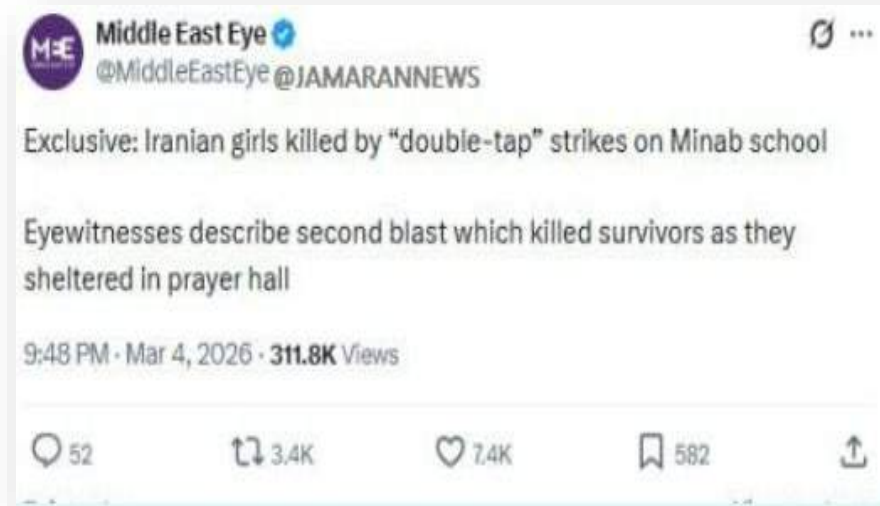 MEE
Middle East Eye
@MiddleEastEye @JAMARANNEWS
Exclusive: Iranian girls killed by “double-tap” strikes on Minab school
Eyewitnesses describe second blast which killed survivors as they
sheltered in prayer hall
9:48 PM · Mar 4, 2026 · 311.8K Views
52 3.4K 7.4K 582